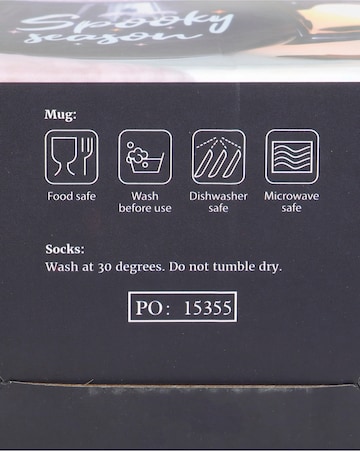 Spooky
season
Mug:
Food safe
Wash
before use
Dishwasher
safe
Microwave
safe
Socks:
Wash at 30 degrees. Do not tumble dry.
PO: 15355